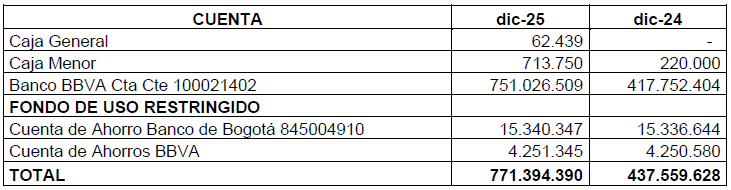 CUENTA dic-25 dic-24
Caja General 62.439 -
Caja Menor 713.750 220.000
Banco BBVA Cta Cte 100021402 751.026.509 417.752.404
FONDO DE USO RESTRINGIDO
Cuenta de Ahorro Banco de Bogotá 845004910 15.340.347 15.336.644
Cuenta de Ahorros BBVA 4.251.345 4.250.580
TOTAL 771.394.390 437.559.628